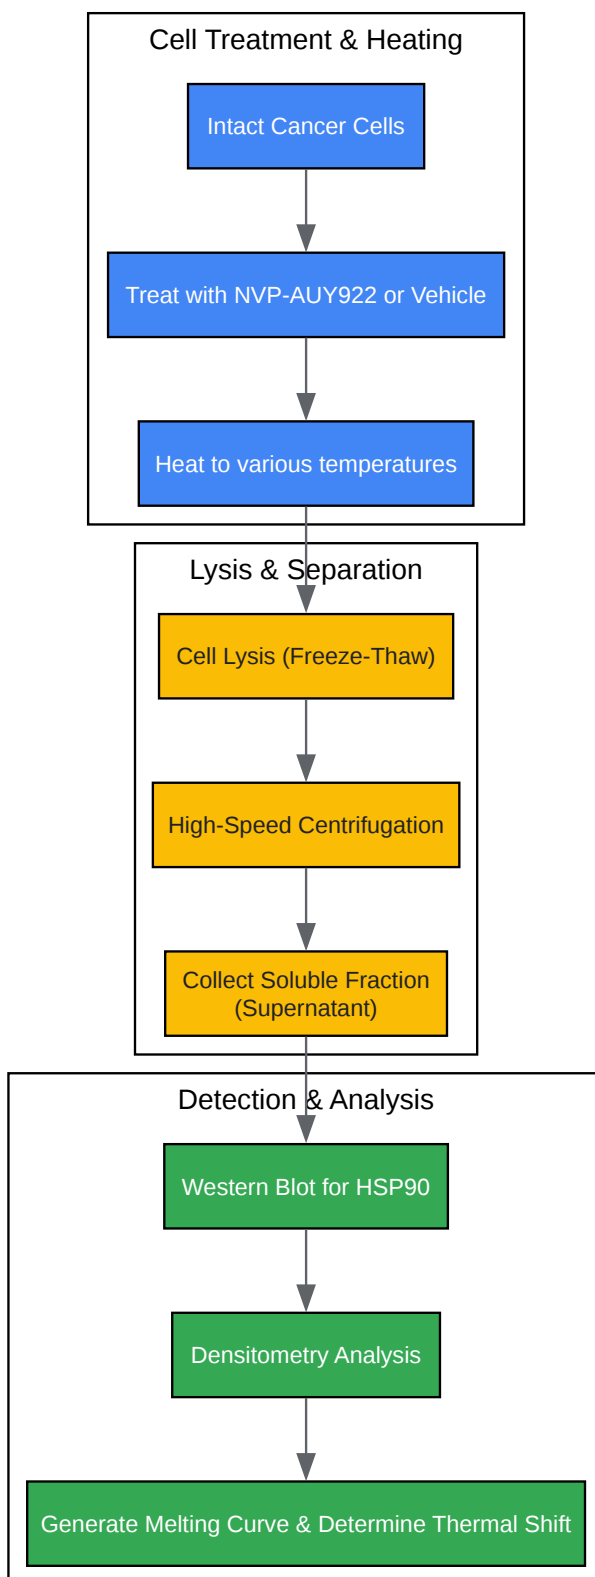 Cell Treatment & Heating
Intact Cancer Cells
Treat with NVP-AUY922 or Vehicle
Heat to various temperatures
Lysis & Separation
Cell Lysis (Freeze-Thaw)
High-Speed Centrifugation
Collect Soluble Fraction
(Supernatant)
Detection & Analysis
Western Blot for HSP90
Densitometry Analysis
Generate Melting Curve & Determine Thermal Shift